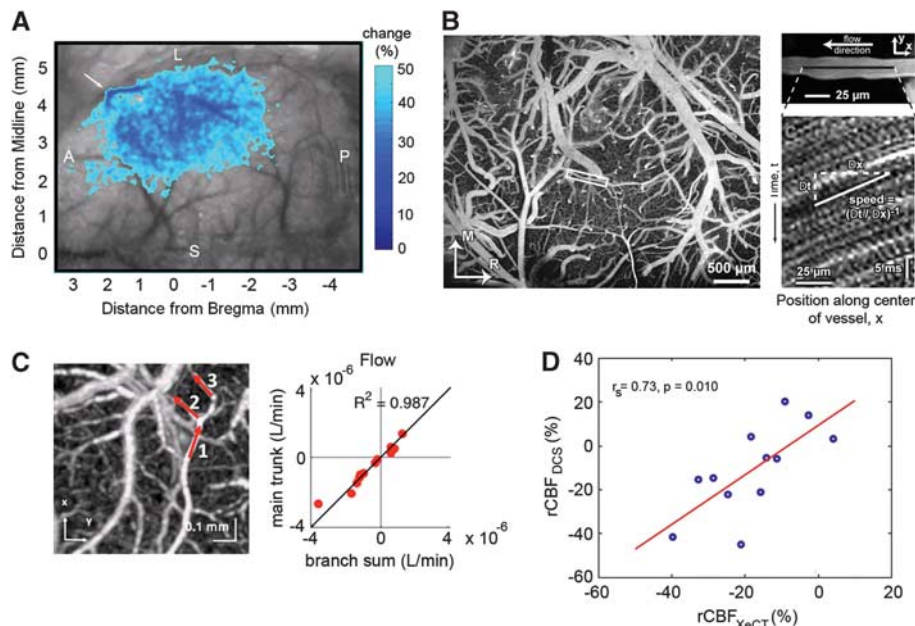 A
change
(%)
50
40
30
20
10
0
L
A
P
S
5
4
3
2
1
0
Distance from Midline (mm)
3 2 1 0 -1 -2 -3 -4
Distance from Bregma (mm)
B
M
R
500 µm
flow
direction
y
x
25 µm
Time, t
Dx
Dt
speed =
(Dt/Dx)⁻¹
25 µm
5 ms
Position along center
of vessel, x
C
3
2
1
x
y
0.1 mm
Flow
x 10⁻⁶
4
R² = 0.987
0
-4
main trunk (L/min)
-4 0 4
x 10⁻⁶
branch sum (L/min)
D
40
20
0
-20
-40
-60
rₛ= 0.73, p = 0.010
rCBF_DCS (%)
-60 -40 -20 0 20
rCBF_XeCT (%)